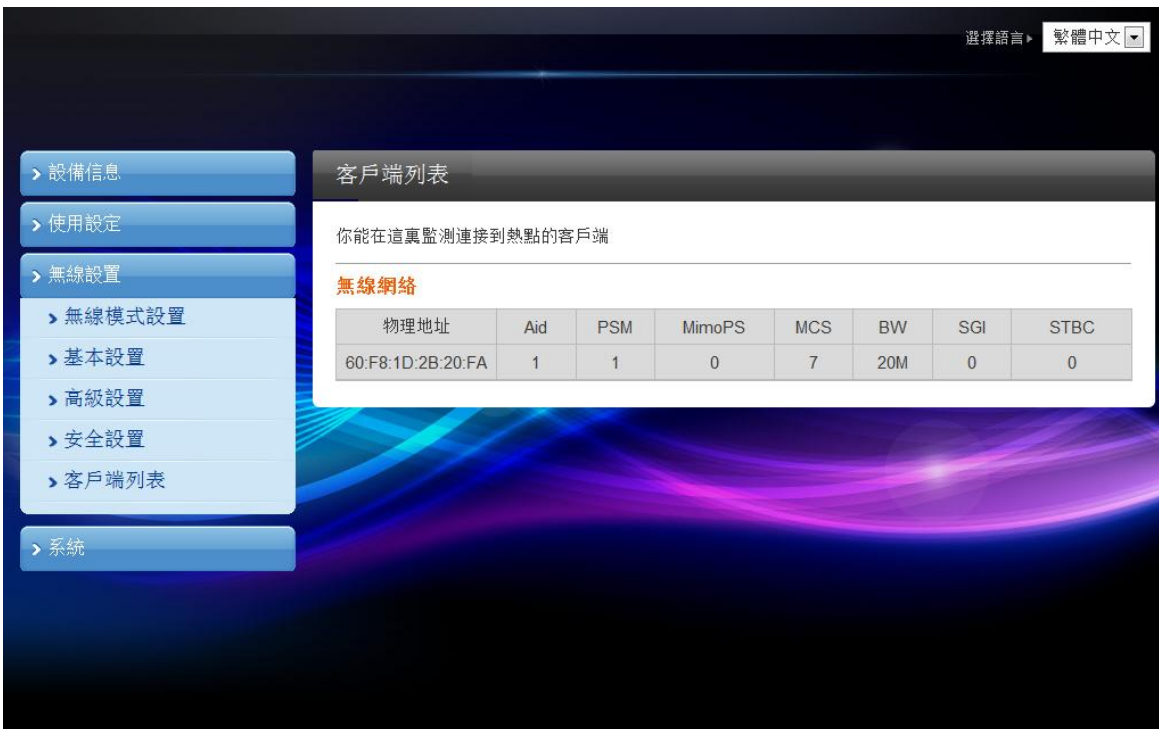 選擇語言
繁體中文
設備信息
使用設定
無線設置
無線模式設置
基本設置
高級設置
安全設置
客戶端列表
系統
客戶端列表
你能在這裏監測連接到熱點的客戶端
無線網絡
物理地址 Aid PSM MimoPS MCS BW SGI STBC
60:F8:1D:2B:20:FA 1 1 0 7 20M 0 0